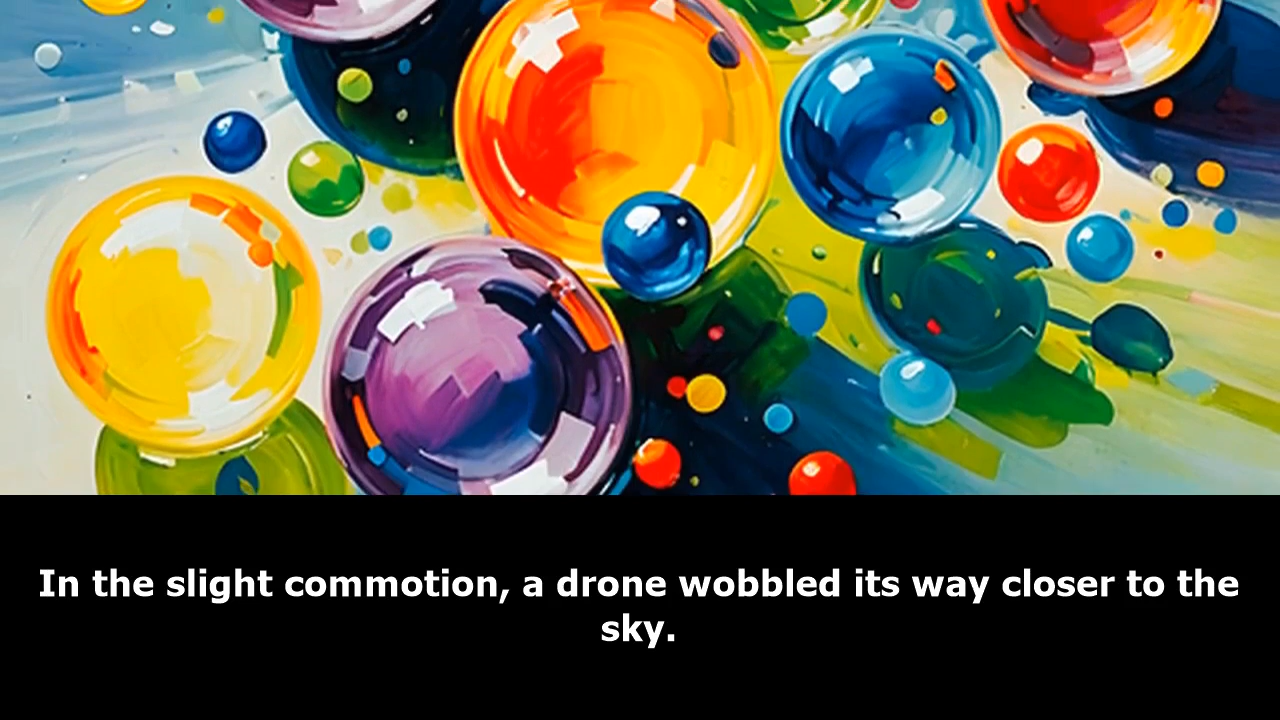 In the slight commotion, a drone wobbled its way closer to the
sky.